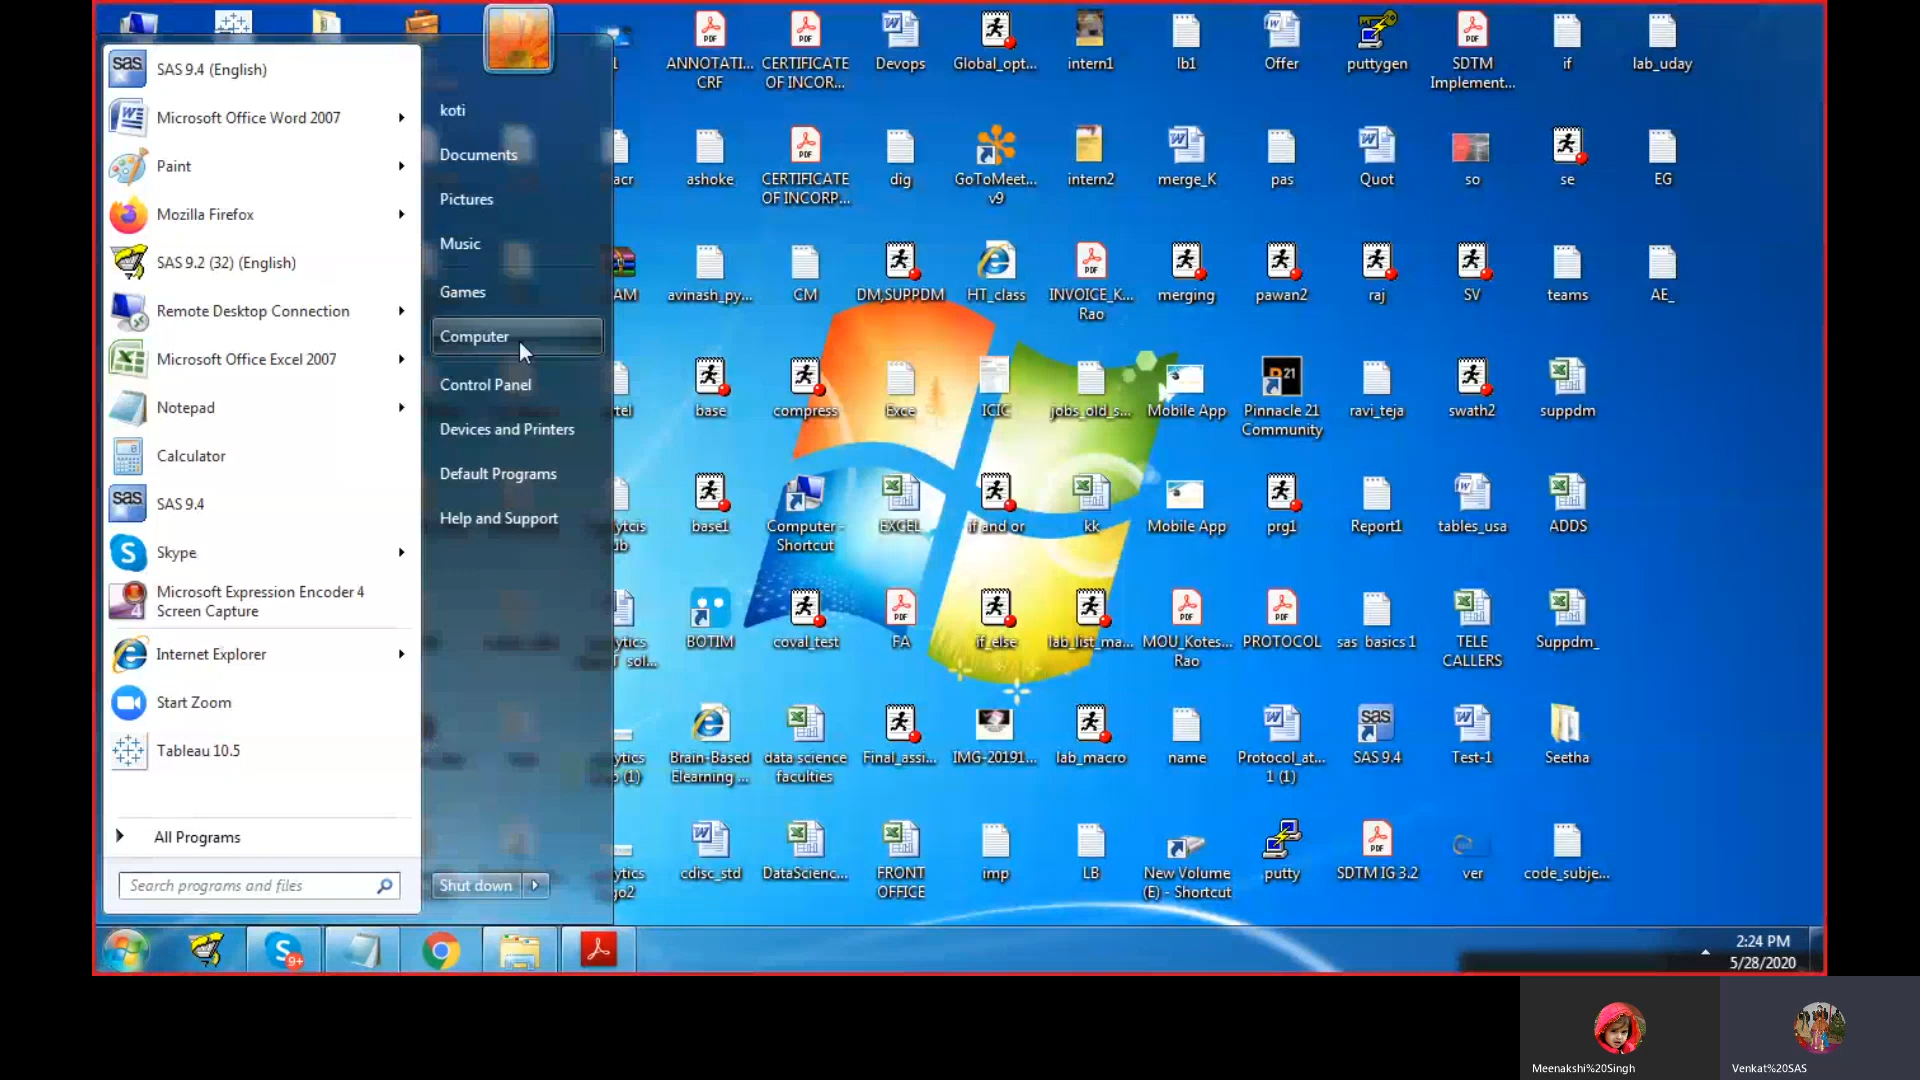 SAS 9.4 (English)
Microsoft Office Word 2007
Paint
Mozilla Firefox
SAS 9.2 (32) (English)
Remote Desktop Connection
Microsoft Office Excel 2007
Notepad
Calculator
SAS 9.4
Skype
Microsoft Expression Encoder 4
Screen Capture
Internet Explorer
Start Zoom
Tableau 10.5
All Programs
Search programs and files
koti
Documents
Pictures
Music
Games
Computer
Control Panel
Devices and Printers
Default Programs
Help and Support
Shut down
ANNOTATI...
CRF
CERTIFICATE
OF INCOR...
Devops
Global_opt...
intern1
lb1
Offer
puttygen
SDTM
Implement...
if
lab_uday
acr
ashoke
CERTIFICATE
OF INCORP...
dig
GoToMeet...
v9
intern2
merge_K
pas
Quot
so
se
EG
AM
avinash_py...
CM
DM,SUPPDM
HT_class
INVOICE_K...
Rao
merging
pawan2
raj
SV
teams
AE_
tel
base
compress
Exce
ICIC
jobs_old_s...
Mobile App
Pinnacle 21
Community
ravi_teja
swath2
suppdm
ytcis
ub
base1
Computer -
Shortcut
EXCEL
if and or
kk
Mobile App
prg1
Report1
tables_usa
ADDS
ytics
sol...
BOTIM
coval_test
FA
if_else
lab_list_ma...
MOU_Kotes...
Rao
PROTOCOL
sas basics 1
TELE
CALLERS
Suppdm_
ytics
(1)
Brain-Based
Elearning ...
data science
faculties
Final_assi...
IMG-20191...
lab_macro
name
Protocol_at...
1 (1)
SAS 9.4
Test-1
Seetha
ytics
go2
cdisc_std
DataScienc...
FRONT
OFFICE
imp
LB
New Volume
(E) - Shortcut
putty
SDTM IG 3.2
ver
code_subje...
9+
2:24 PM
5/28/2020
Meenakshi%20Singh
Venkat%20SAS